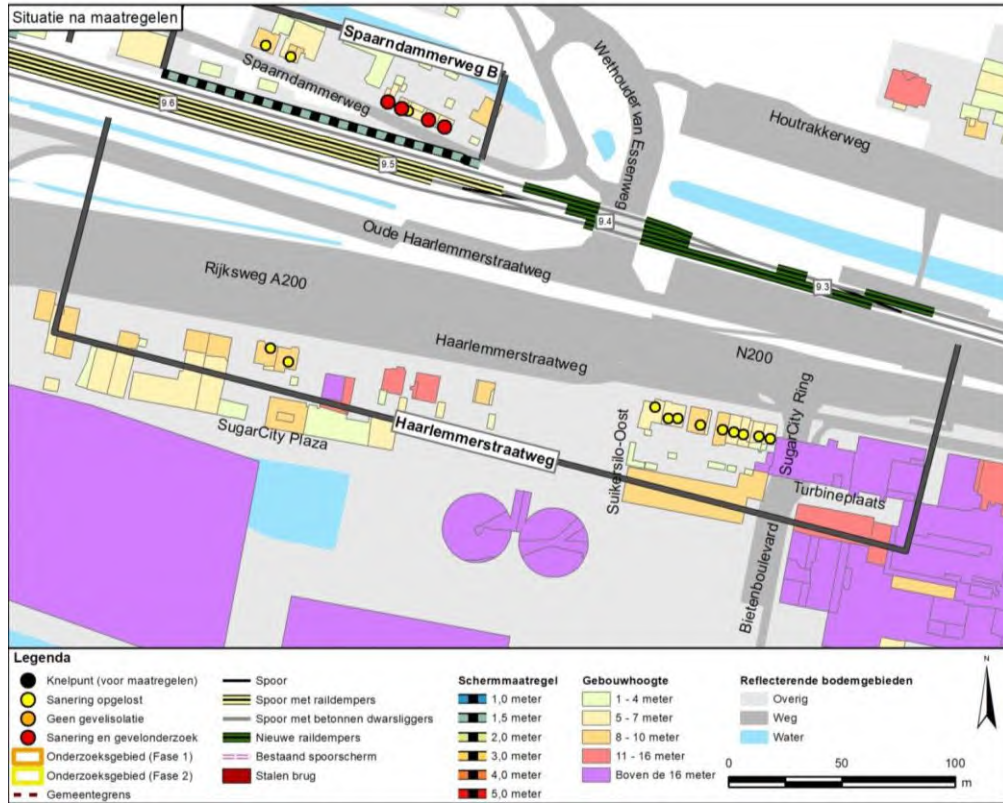 Situatie na maatregelen
Spaarndammerweg B
Spaarndammerweg
Wethouder van Essenweg
Houtrakkerweg
9.6
9.5
9.4
9.3
Oude Haarlemmerstraatweg
Rijksweg A200
Haarlemmerstraatweg
N200
SugarCity Plaza
Haarlemmerstraatweg
Suikersilo-Oost
SugarCity Ring
Turbineplaats
Bietenboulevard
Legenda
Knelpunt (voor maatregelen)
Sanering opgelost
Geen gevelisolatie
Sanering en gevelonderzoek
Onderzoeksgebied (Fase 1)
Onderzoeksgebied (Fase 2)
Gemeentegrens
Spoor
Spoor met raildempers
Spoor met betonnen dwarsliggers
Nieuwe raildempers
Bestaand spoorscherm
Stalen brug
Schermmaatregel
1,0 meter
1,5 meter
2,0 meter
3,0 meter
4,0 meter
5,0 meter
Gebouwhoogte
1 - 4 meter
5 - 7 meter
8 - 10 meter
11 - 16 meter
Boven de 16 meter
Reflecterende bodemgebieden
Overig
Weg
Water
N
0 100
m